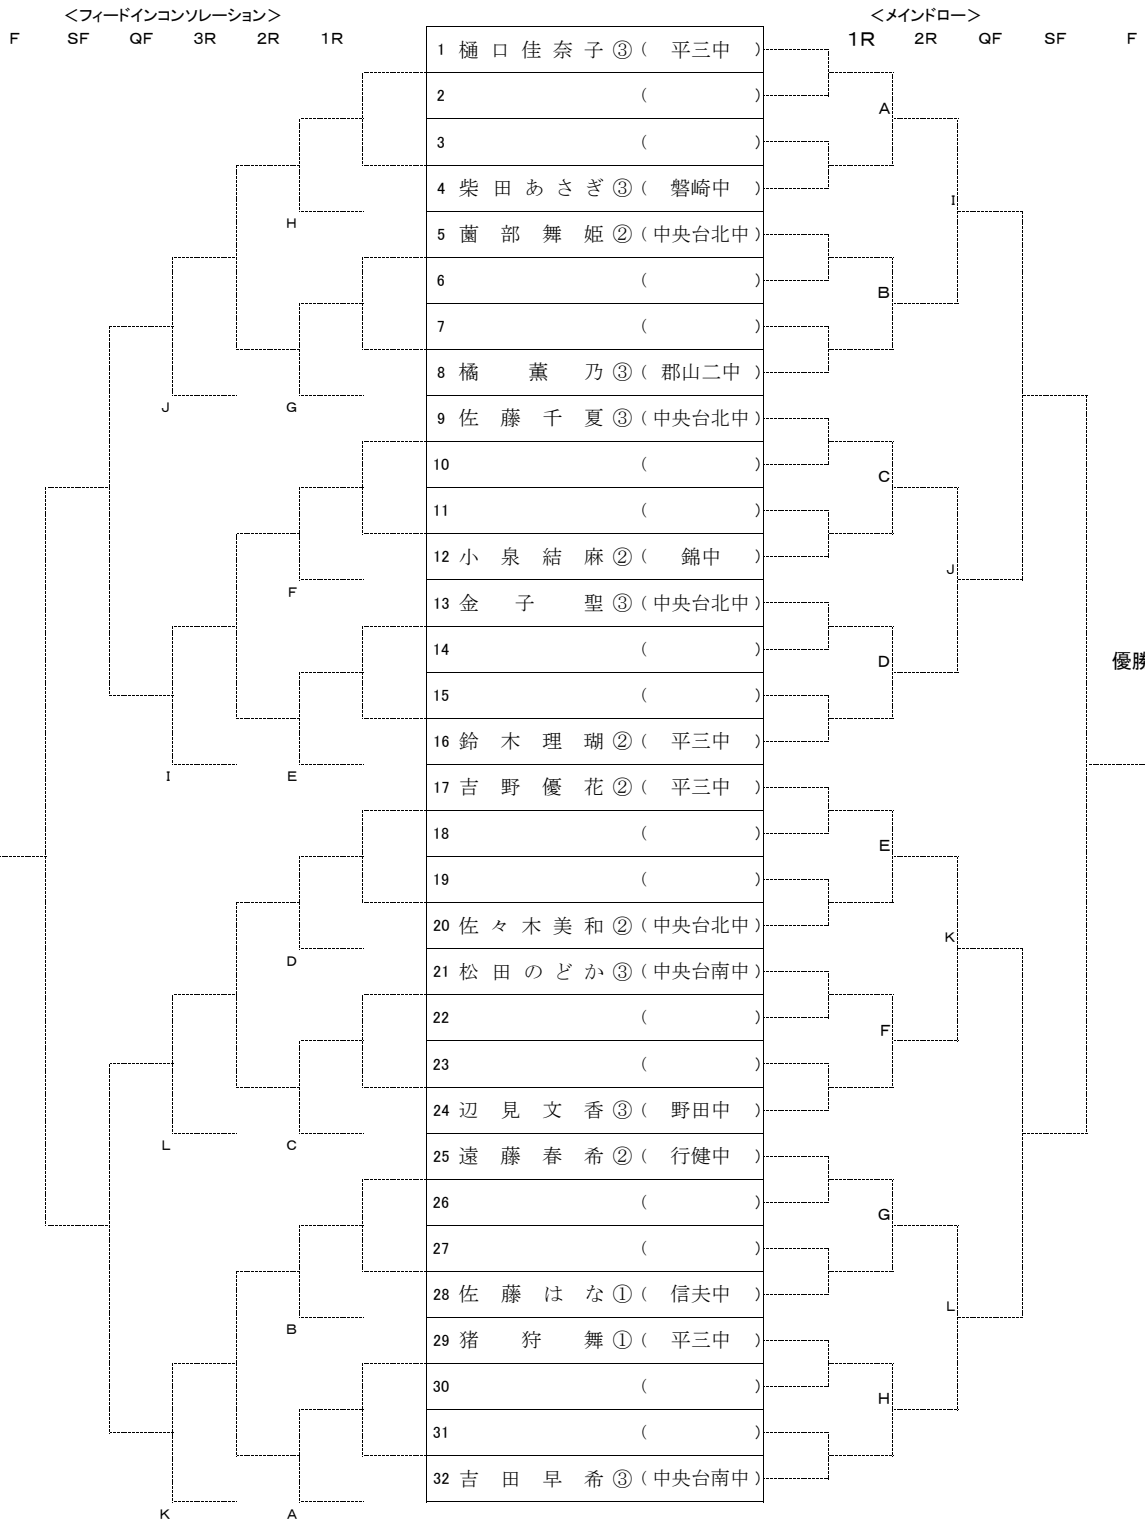 ＜フィードインコンソレーション＞ ＜メインドロー＞
F SF QF 3R 2R 1R 1R 2R QF SF F
1 樋口佳奈子③( 平三中 )
2 ( )
A
3 ( )
4 柴田あさぎ③( 磐崎中 )
I
H
5 薗部舞姫②(中央台北中)
6 ( )
B
7 ( )
8 橘薫乃③( 郡山二中 )
J G
9 佐藤千夏③(中央台北中)
10 ( )
C
11 ( )
12 小泉結麻②( 錦中 )
J
F
13 金子聖③(中央台北中)
14 ( )
D
優勝
15 ( )
16 鈴木理瑚②( 平三中 )
I E
17 吉野優花②( 平三中 )
18 ( )
E
19 ( )
20 佐々木美和②(中央台北中)
K
D
21 松田のどか③(中央台南中)
22 ( )
F
23 ( )
24 辺見文香③( 野田中 )
L C
25 遠藤春希②( 行健中 )
26 ( )
G
27 ( )
28 佐藤はな①( 信夫中 )
L
B
29 猪狩舞①( 平三中 )
30 ( )
H
31 ( )
32 吉田早希③(中央台南中)
K A